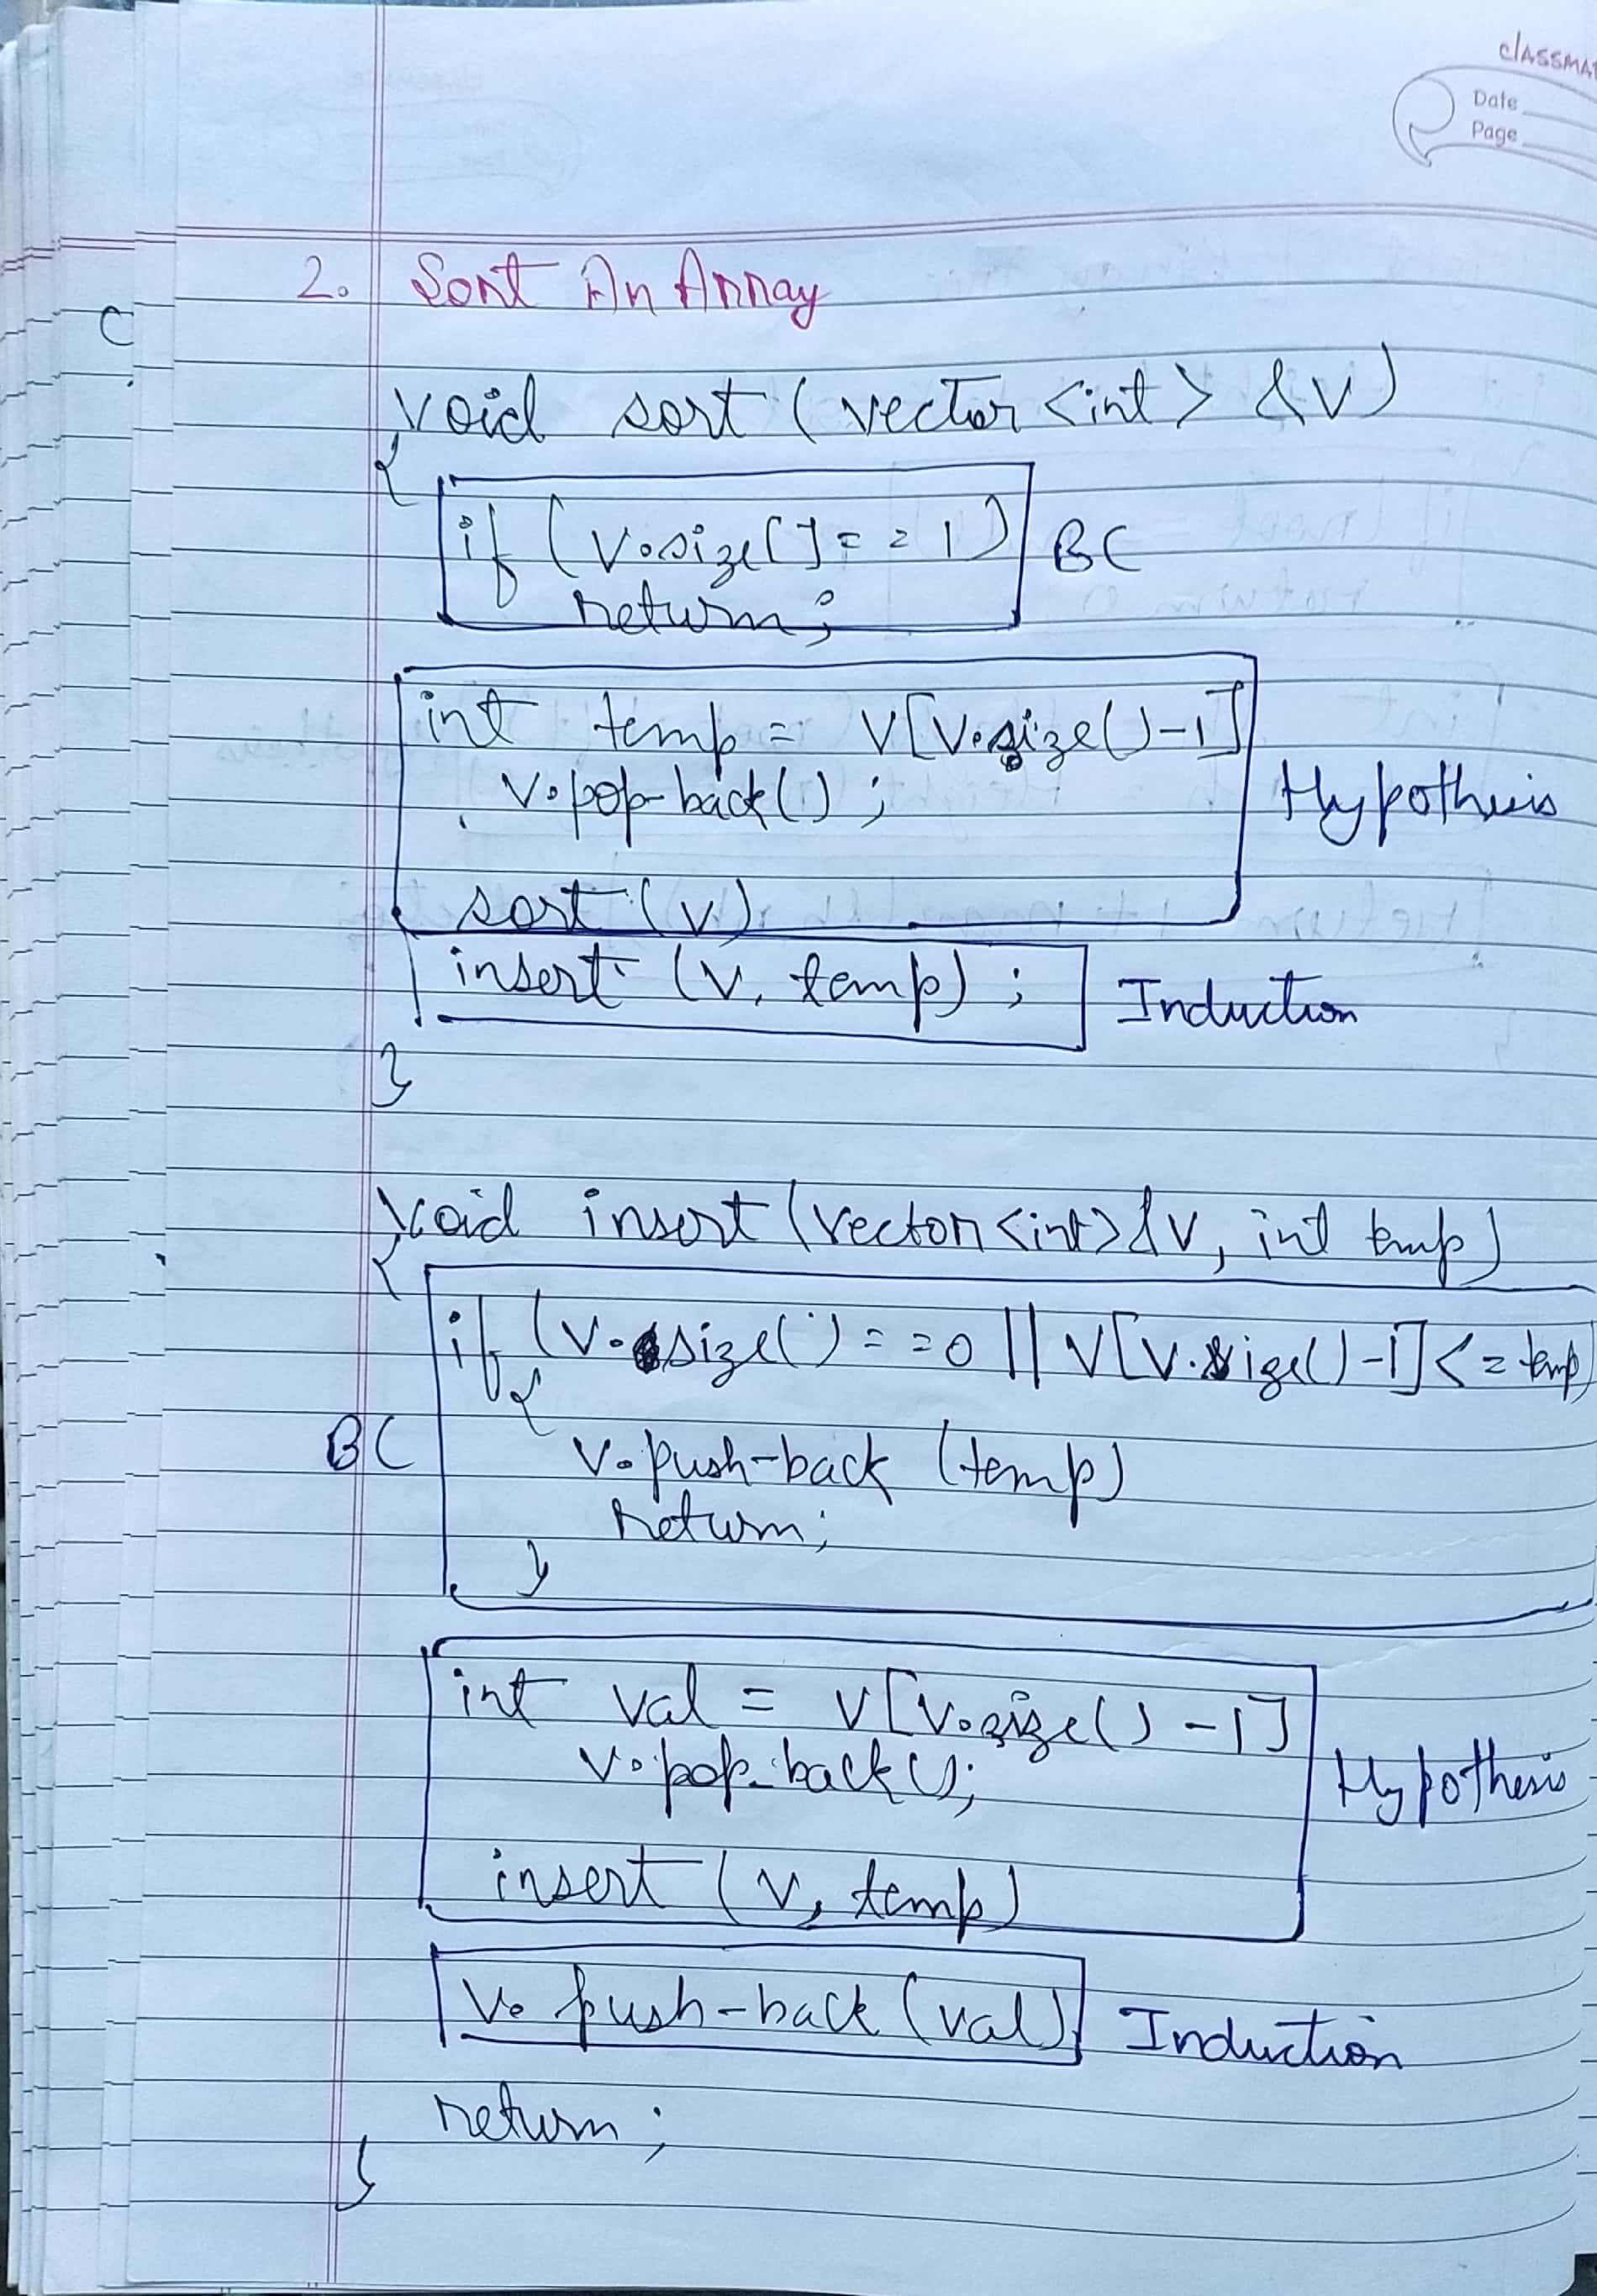 classmat
Date
Page
2. Sort An Array
void sort (vector <int> &v)
{
if (v.size() == 1) BC
return;
int temp = v[v.size()-1]
v.pop-back();
Hypothesis
sort (v)
insert (v, temp); Induction
}
void insert (vector <int> &v, int temp)
{
if (v.size() == 0 || v[v.size()-1] <= temp)
{
BC v.push-back (temp)
return;
}
int val = v[v.size()-1]
v.pop-back();
Hypothesis
insert (v, temp)
v.push-back (val); Induction
return;
}